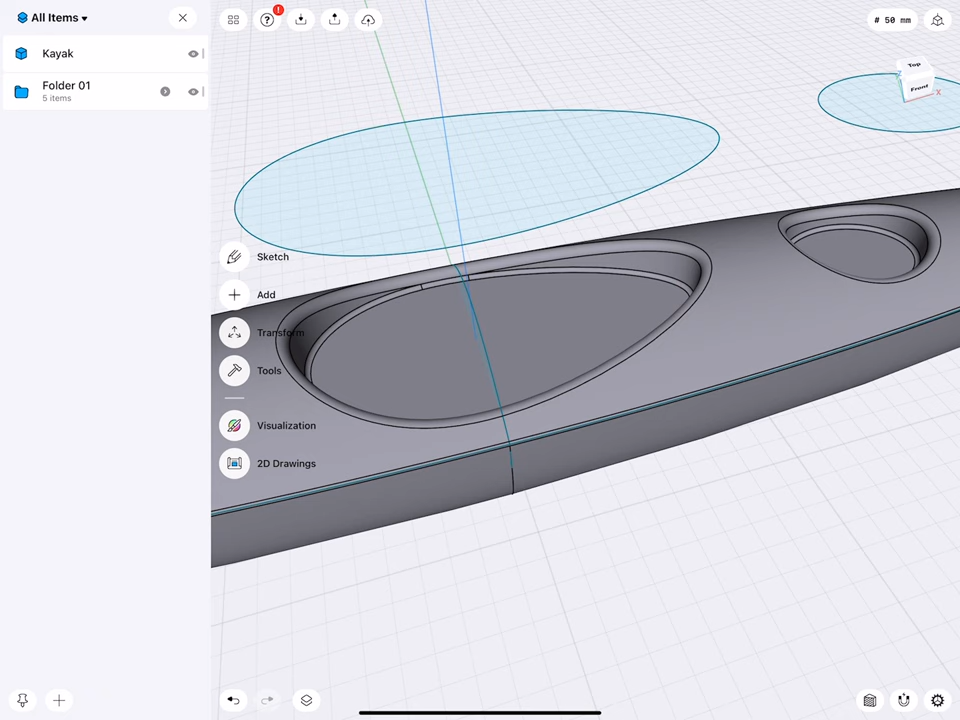 All Items
Kayak
Folder 01
5 items
?
!
# 50 mm
Top
Front
X
Sketch
Add
Transform
Tools
Visualization
2D Drawings